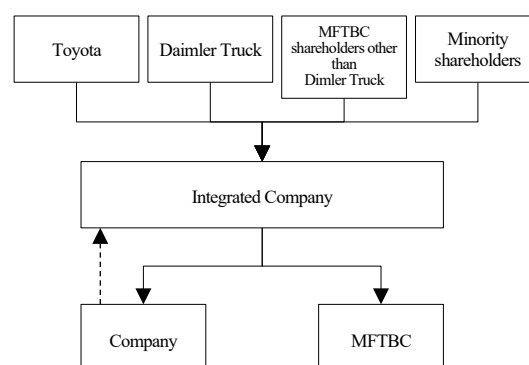 Toyota
Daimler Truck
MFTBC
shareholders other
than
Dimler Truck
Minority
shareholders
Integrated Company
Company
MFTBC